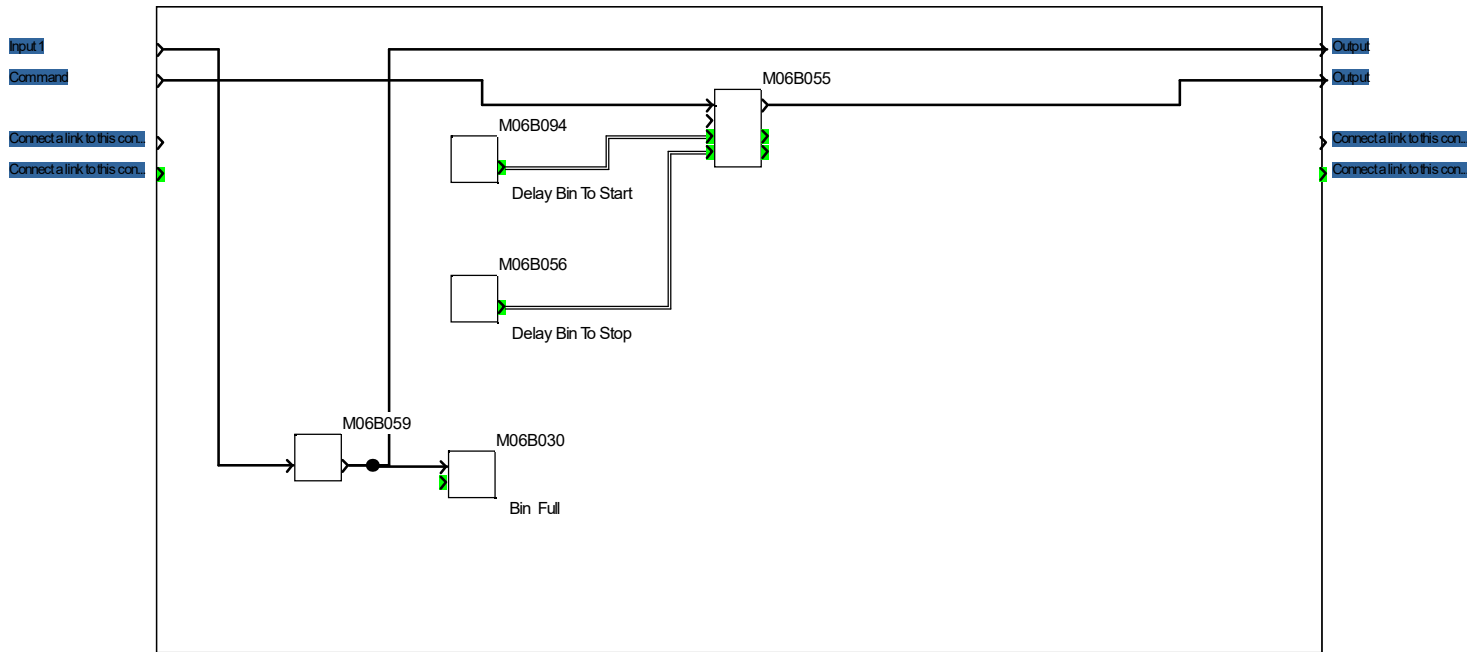 Input 1
Output
Command
Output
M06B055
M06B094
Connect a link to this con...
Connect a link to this con...
Connect a link to this con...
Connect a link to this con...
Delay Bin To Start
M06B056
Delay Bin To Stop
M06B059
M06B030
Bin Full